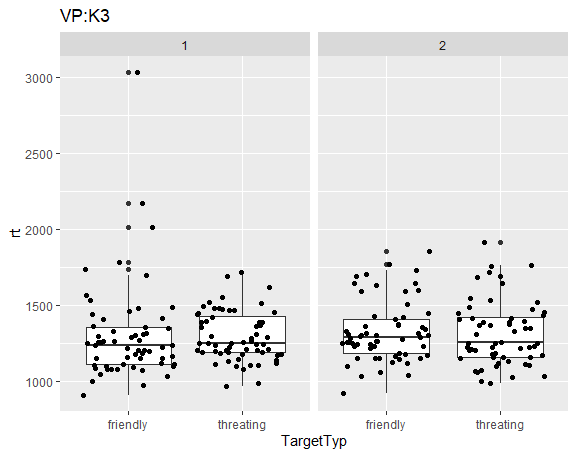 VP:K3
1
2
3000
2500
2000
1500
1000
rt
friendly
threating
friendly
threating
TargetTyp